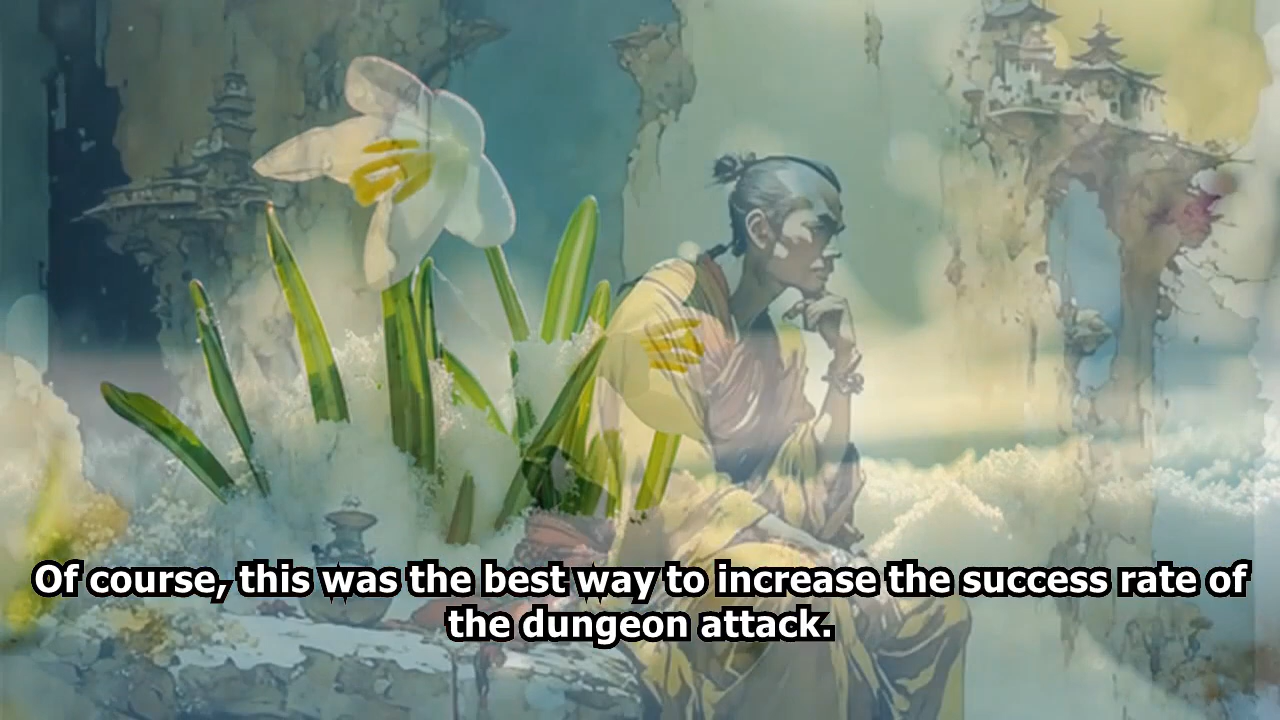 Of course, this was the best way to increase the success rate of
the dungeon attack.